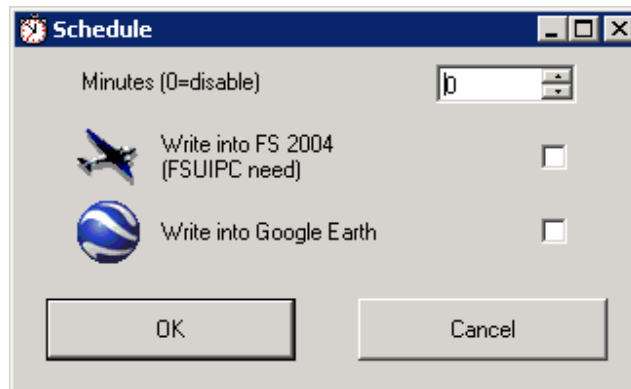 Schedule
Minutes (0=disable)
0
Write into FS 2004
(FSUIPC need)
Write into Google Earth
OK
Cancel